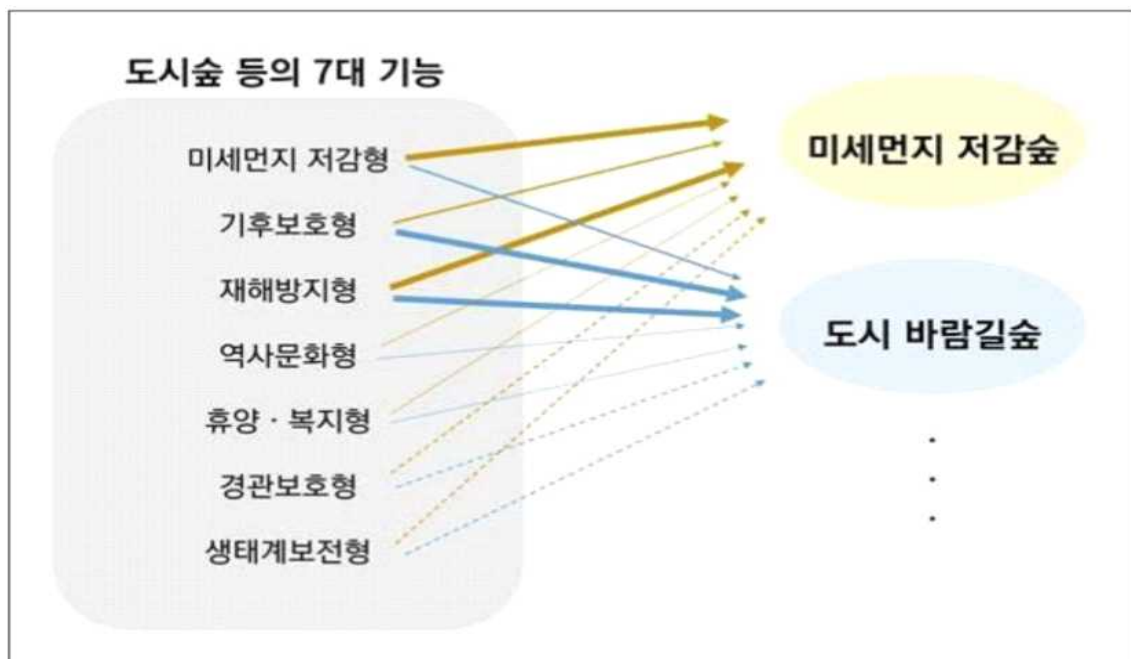 도시숲 등의 7대 기능
미세먼지 저감형
기후보호형
재해방지형
역사문화형
휴양 · 복지형
경관보호형
생태계보전형
미세먼지 저감숲
도시 바람길숲